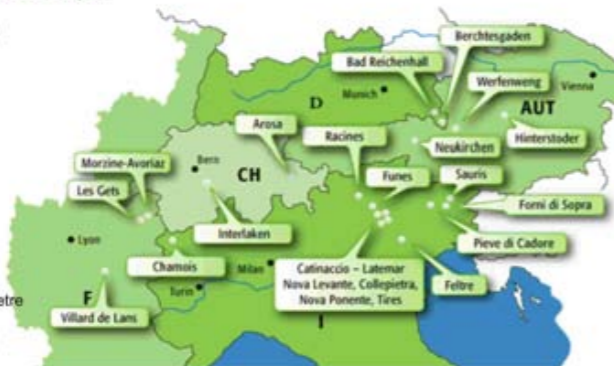 Berchtesgaden
Bad Reichenhall
Werfenweng
Vienna
Munich
D
AUT
Arosa
Racines
Hinterstoder
Neukirchen
Morzine-Avoriaz
Bern
CH
Funes
Sauris
Les Gets
Forni di Sopra
Interlaken
Lyon
Pieve di Cadore
Chamois
Milan
Catinaccio – Latemar
Nova Levante, Collepietra,
Nova Ponente, Tires
Feltre
Turin
etre
F
Villard de Lans
I